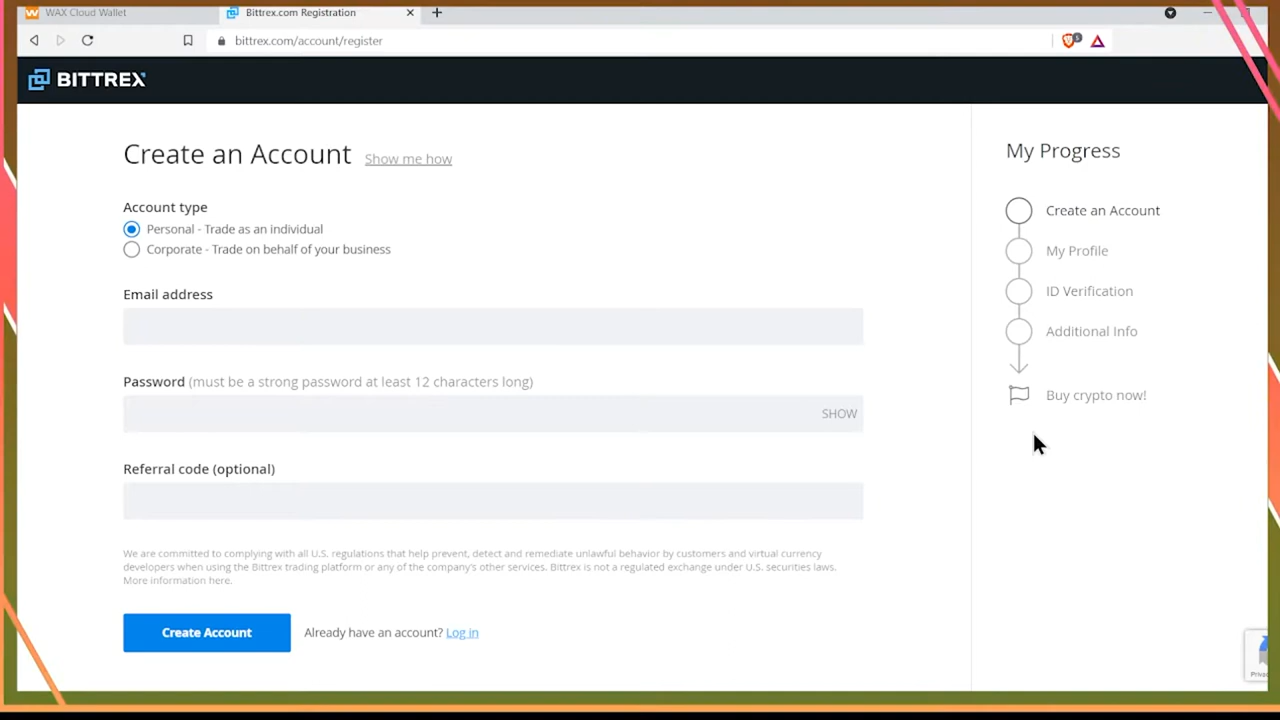 WAX Cloud Wallet
Bittrex.com Registration
bittrex.com/account/register
BITTREX
Create an Account Show me how
Account type
Personal - Trade as an individual
Corporate - Trade on behalf of your business
Email address
Password (must be a strong password at least 12 characters long)
SHOW
Referral code (optional)
We are committed to complying with all U.S. regulations that help prevent, detect and remediate unlawful behavior by customers and virtual currency
developers when using the Bittrex trading platform or any of the company's other services. Bittrex is not a regulated exchange under U.S. securities laws.
More information here.
Create Account Already have an account? Log in
My Progress
Create an Account
My Profile
ID Verification
Additional Info
Buy crypto now!